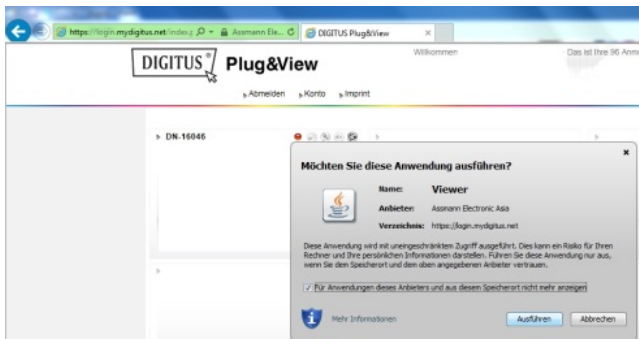 https://login.mydigitus.net/index.
Assmann Ele...
DIGITUS Plug&View
DIGITUS®
Plug&View
Willkommen
Das ist Ihre 96 Anm
Abmelden
Konto
Imprint
DN-16046
Möchten Sie diese Anwendung ausführen?
Name: Viewer
Anbieter: Assmann Electronic Asia
Verzeichnis: https://login.mydigitus.net
Diese Anwendung wird mit uneingeschränktem Zugriff ausgeführt. Dies kann ein Risiko für Ihren
Rechner und Ihre persönlichen Informationen darstellen. Führen Sie diese Anwendung nur aus,
wenn Sie dem Speicherort und dem oben angegebenen Anbieter vertrauen.
Für Anwendungen dieses Anbieters und aus diesem Speicherort nicht mehr anzeigen
Mehr Informationen
Ausführen
Abbrechen